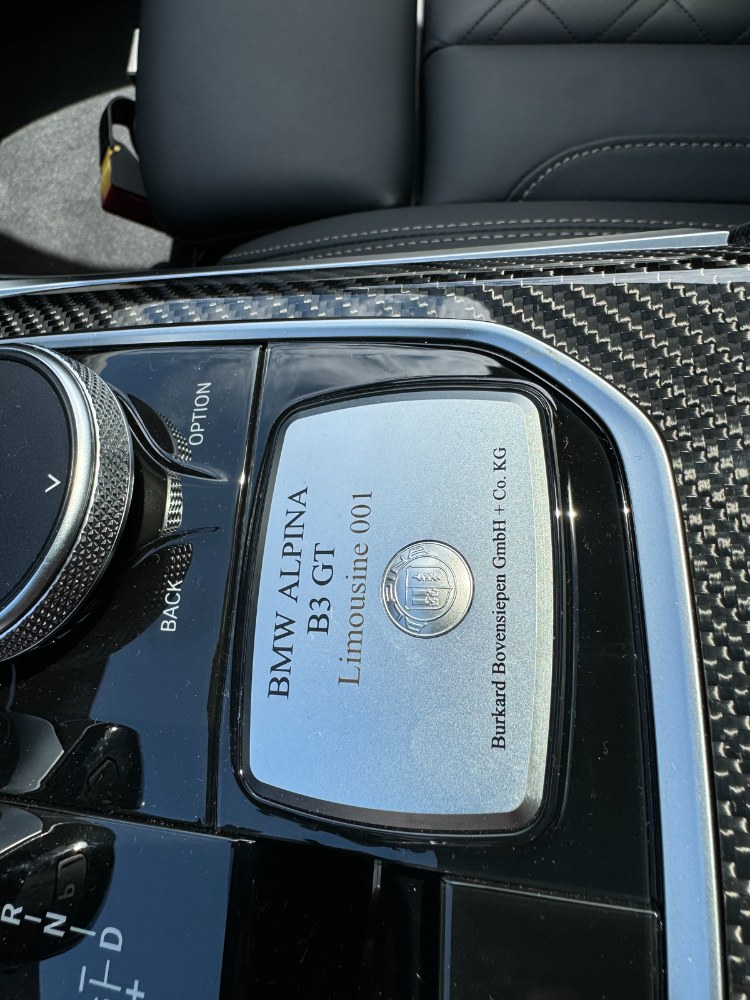 BMW ALPINA
B3 GT
Limousine 001
Burkard Bovensiepen GmbH + Co. KG
OPTION
BACK
R
N
D
+